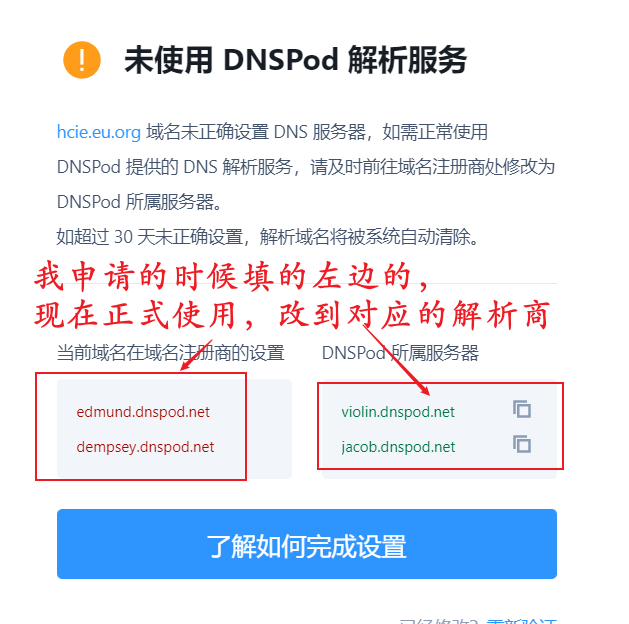 未使用 DNSPod 解析服务
hcie.eu.org 域名未正确设置 DNS 服务器，如需正常使用
DNSPod 提供的 DNS 解析服务，请及时前往域名注册商处修改为
DNSPod 所属服务器。
如超过 30 天未正确设置，解析域名将被系统自动清除。
我申请的时候填的左边的，
现在正式使用，改到对应的解析商
当前域名在域名注册商的设置
DNSPod 所属服务器
edmund.dnspod.net
violin.dnspod.net
dempsey.dnspod.net
jacob.dnspod.net
了解如何完成设置
已经修改？重新验证